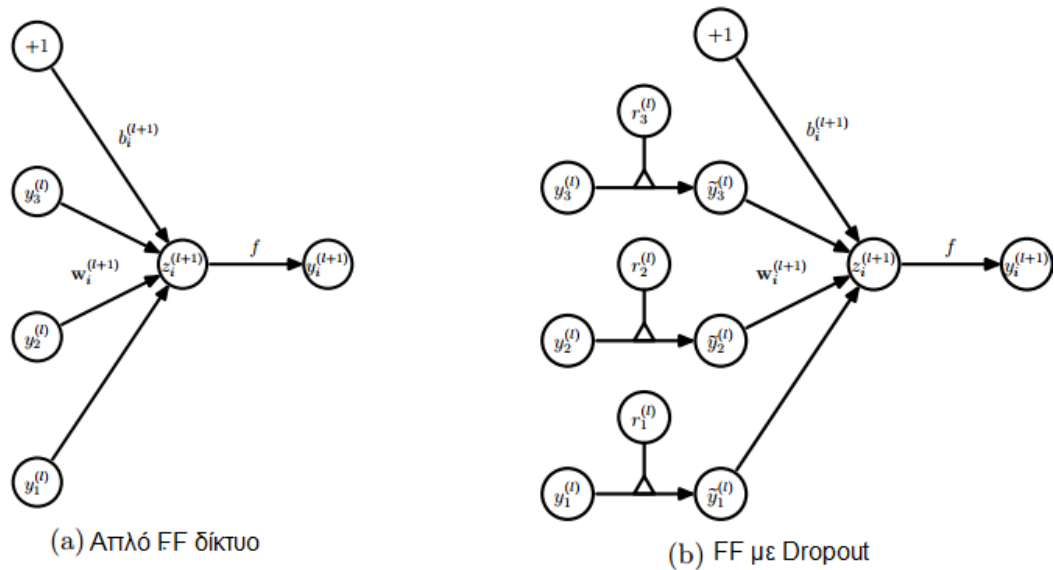 +1
b_i^{(l+1)}
y_3^{(l)}
w_i^{(l+1)}
z_i^{(l+1)}
f
y_i^{(l+1)}
y_2^{(l)}
y_1^{(l)}
(a) Απλό FF δίκτυο
+1
r_3^{(l)}
b_i^{(l+1)}
y_3^{(l)}
ỹ_3^{(l)}
r_2^{(l)}
w_i^{(l+1)}
z_i^{(l+1)}
f
y_i^{(l+1)}
y_2^{(l)}
ỹ_2^{(l)}
r_1^{(l)}
y_1^{(l)}
ỹ_1^{(l)}
(b) FF με Dropout